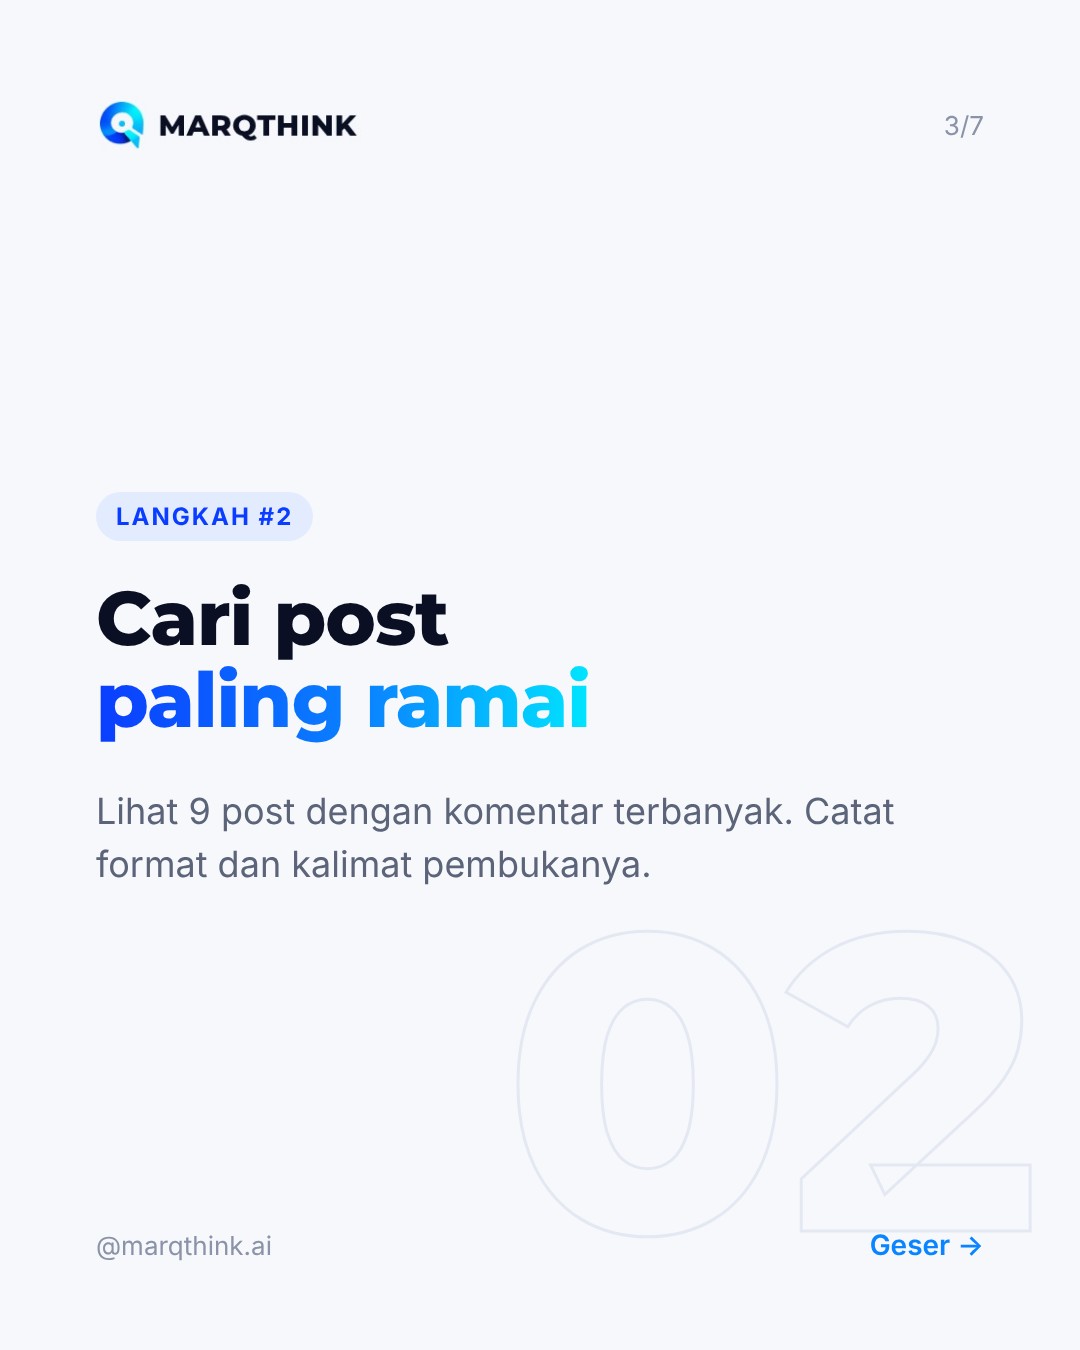 MARQTHINK
3/7
LANGKAH #2
Cari post
paling ramai
Lihat 9 post dengan komentar terbanyak. Catat
format dan kalimat pembukanya.
02
@marqthink.ai
Geser →